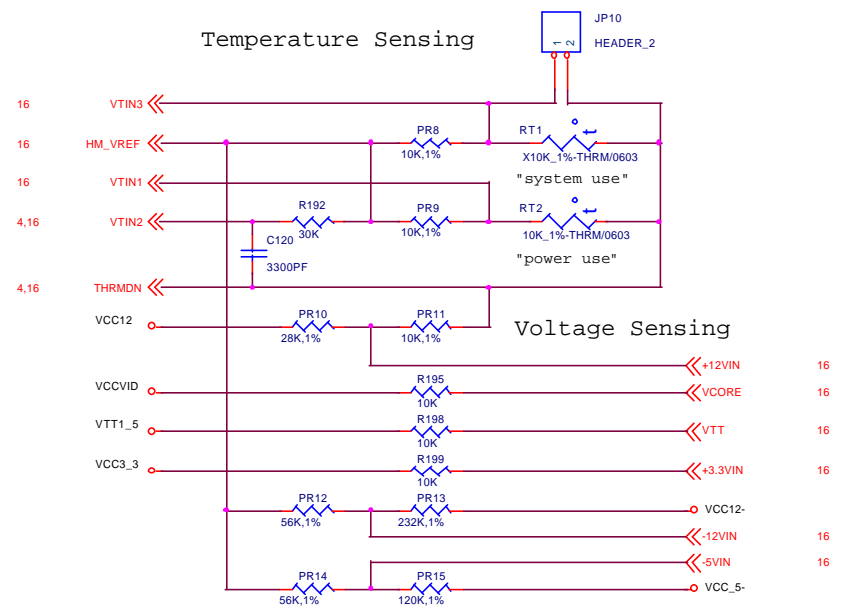 JP10
Temperature Sensing
1 2
HEADER_2
16 VTIN3
16 HM_VREF PR8 RT1 t
10K,1% X10K_1%-THRM/0603
16 VTIN1 "system use"
R192 PR9 RT2 t
4,16 VTIN2
30K 10K,1% 10K_1%-THRM/0603
C120
"power use"
3300PF
4,16 THRMDN
VCC12 PR10 PR11
Voltage Sensing
28K,1% 10K,1%
+12VIN 16
R195
VCCVID VCORE 16
10K
R198
VTT1_5 VTT 16
10K
R199
VCC3_3 +3.3VIN 16
10K
PR12 PR13
VCC12-
56K,1% 232K,1%
-12VIN 16
-5VIN 16
PR14 PR15
VCC_5-
56K,1% 120K,1%